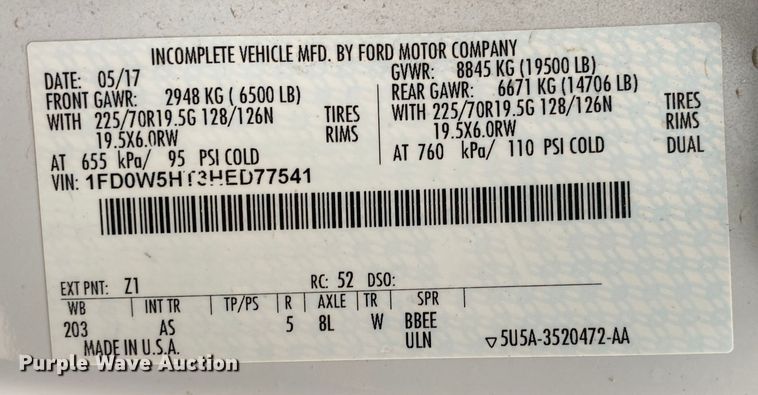 INCOMPLETE VEHICLE MFD. BY FORD MOTOR COMPANY
DATE: 05/17 GVWR: 8845 KG (19500 LB)
FRONT GAWR: 2948 KG ( 6500 LB) REAR GAWR: 6671 KG (14706 LB)
WITH 225/70R19.5G 128/126N TIRES WITH 225/70R19.5G 128/126N TIRES
19.5X6.0RW RIMS 19.5X6.0RW RIMS
AT 655 kPa/ 95 PSI COLD AT 760 kPa/ 110 PSI COLD DUAL
VIN: 1FD0W5HT3HED77541
EXT PNT: Z1 RC: 52 DSO:
WB INT TR TP/PS R AXLE TR SPR
203 AS 5 8L W BBEE
MADE IN U.S.A. ULN ▽5U5A-3520472-AA
Purple Wave Auction